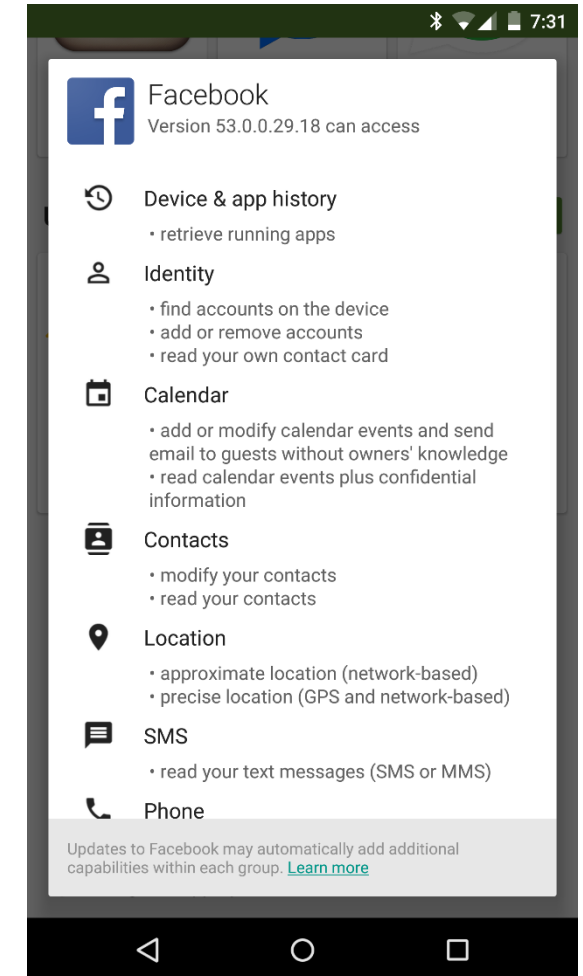 7:31
Facebook
Version 53.0.0.29.18 can access
Device & app history
• retrieve running apps
Identity
• find accounts on the device
• add or remove accounts
• read your own contact card
Calendar
• add or modify calendar events and send
email to guests without owners' knowledge
• read calendar events plus confidential
information
Contacts
• modify your contacts
• read your contacts
Location
• approximate location (network-based)
• precise location (GPS and network-based)
SMS
• read your text messages (SMS or MMS)
Phone
Updates to Facebook may automatically add additional
capabilities within each group. Learn more